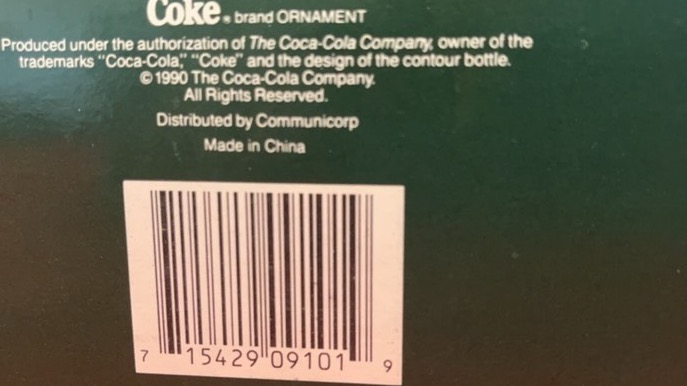 Coke® brand ORNAMENT
Produced under the authorization of The Coca-Cola Company, owner of the
trademarks "Coca-Cola," "Coke" and the design of the contour bottle.
© 1990 The Coca-Cola Company.
All Rights Reserved.
Distributed by Communicorp
Made in China
7 15429 09101 9